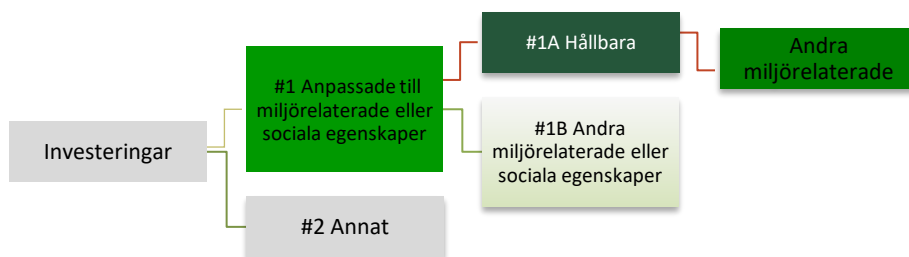 Investeringar
#1 Anpassade till
miljörelaterade eller
sociala egenskaper
#2 Annat
#1A Hållbara
#1B Andra
miljörelaterade eller
sociala egenskaper
Andra
miljörelaterade